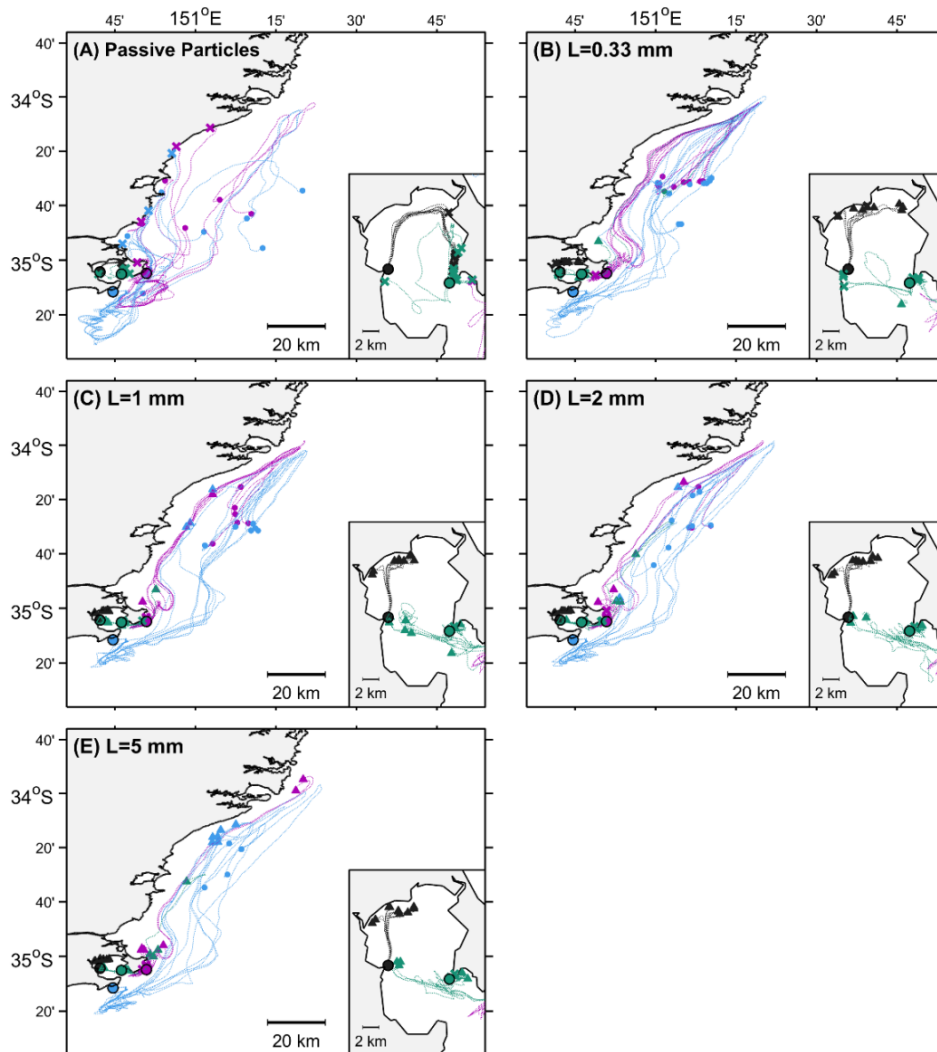 45' 151°E 15' 30' 45'
45' 151°E 15' 30' 45'
40' (A) Passive Particles
(B) L=0.33 mm
34°S
20'
40'
35°S
20'
20 km
2 km
20 km
2 km
(C) L=1 mm
(D) L=2 mm
34°S
20'
40'
35°S
20'
20 km
2 km
20 km
2 km
40' (E) L=5 mm
34°S
20'
40'
35°S
20'
20 km
2 km